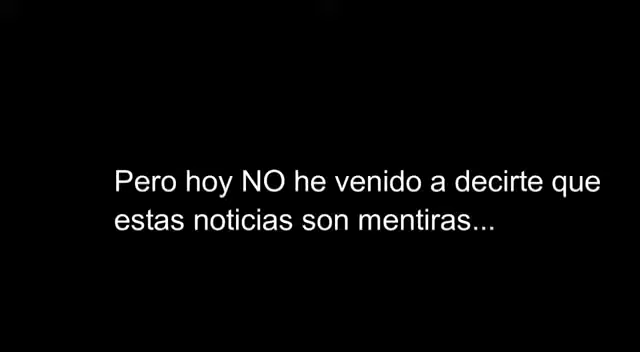 Pero hoy NO he venido a decirte que
estas noticias son mentiras...